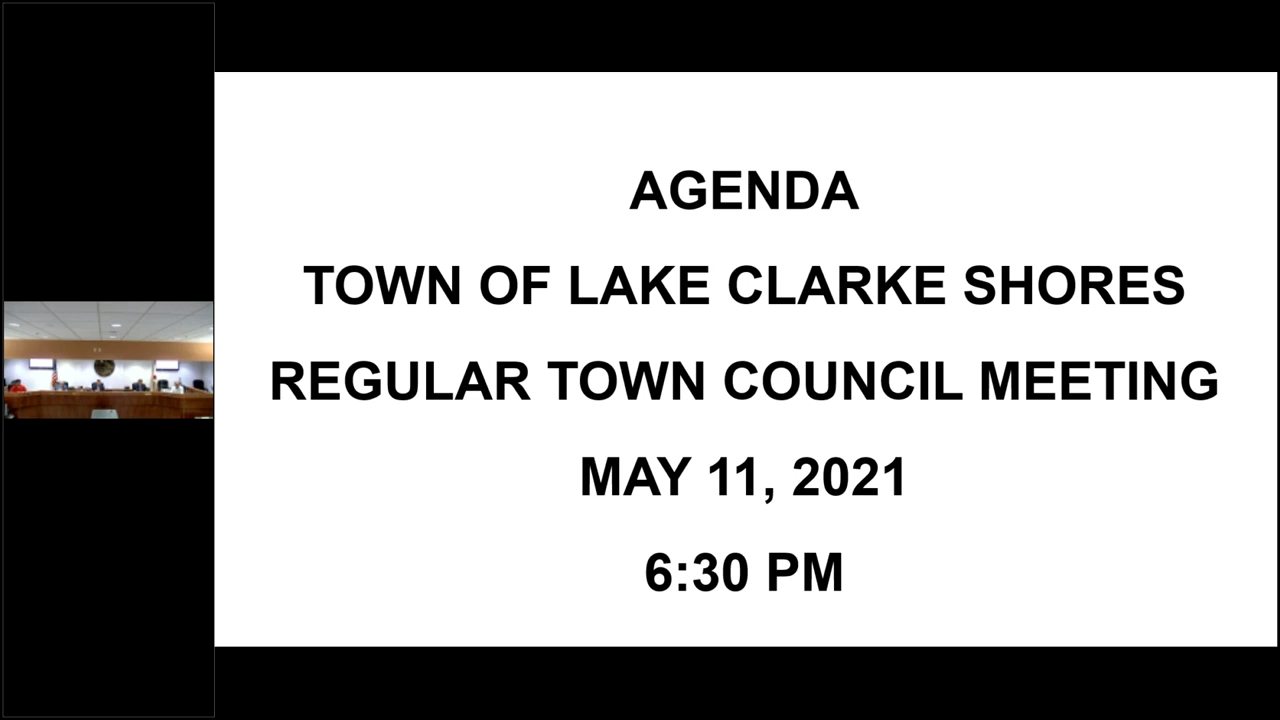 AGENDA
TOWN OF LAKE CLARKE SHORES
REGULAR TOWN COUNCIL MEETING
MAY 11, 2021
6:30 PM